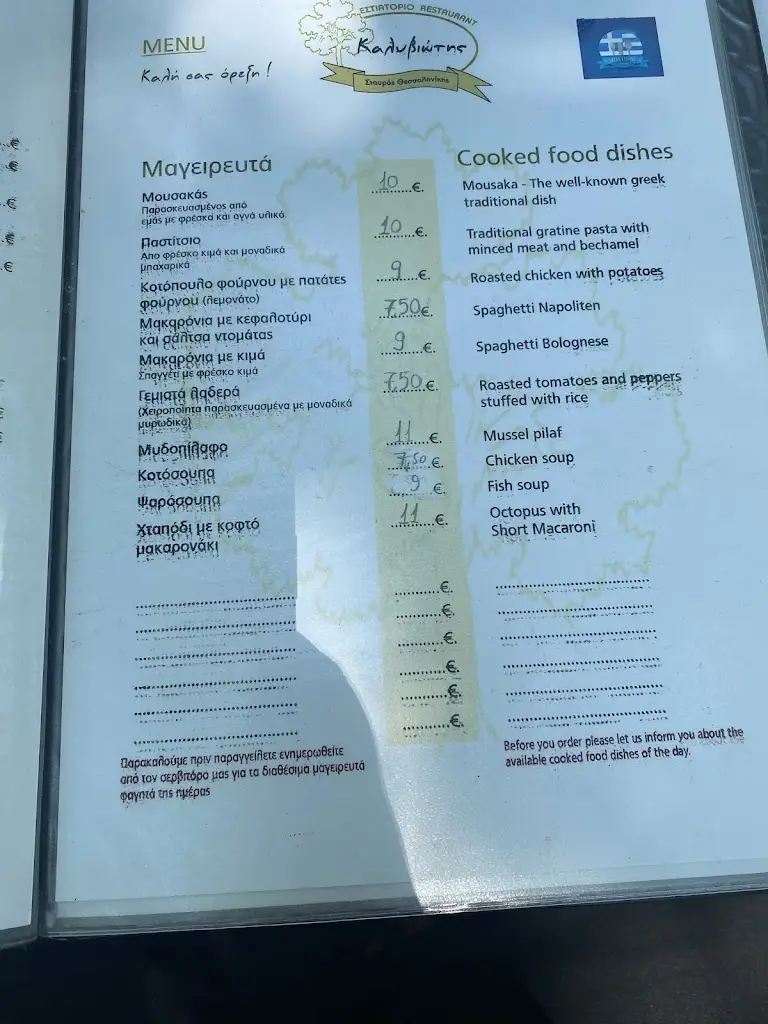 ΕΣΤΙΑΤΟΡΙΟ RESTAURANT
Καλυβιώτης
Σταυρός Θεσσαλονίκης
MENU
Καλή σας όρεξη!
Μαγειρευτά
Cooked food dishes
Μουσακάς
Παρασκευασμένος από
εμάς με φρέσκα και αγνά υλικά.
10 €.
Mousaka - The well-known greek
traditional dish
Παστίτσιο
Απο φρέσκο κιμά και μοναδικά
μπαχαρικά
10 €.
Traditional gratine pasta with
minced meat and bechamel
Κοτόπουλο φούρνου με πατάτες
φούρνου (λεμονάτο)
9 €.
Roasted chicken with potatoes
Μακαρόνια με κεφαλοτύρι
και σάλτσα ντομάτας
7,50 €.
Spaghetti Napoliten
Μακαρόνια με κιμά
Σπαγγέτι με φρέσκο κιμά
9 €.
Spaghetti Bolognese
Γεμιστά λαδερά
(Χειροποίητα παρασκευασμένα με μοναδικά
μυρωδικά)
7,50 €.
Roasted tomatoes and peppers
stuffed with rice
Μυδοπίλαφο
11 €.
Mussel pilaf
Κοτόσουπα
7,50 €.
Chicken soup
Ψαρόσουπα
9 €.
Fish soup
Χταπόδι με κοφτό
μακαρονάκι
11 €.
Octopus with
Short Macaroni
€.
€.
€.
€.
€.
€.
Παρακαλούμε πριν παραγγείλετε ενημερωθείτε
από τον σερβιτόρο μας για τα διαθέσιμα μαγειρευτά
φαγητά της ημέρας
Before you order please let us inform you about the
available cooked food dishes of the day.